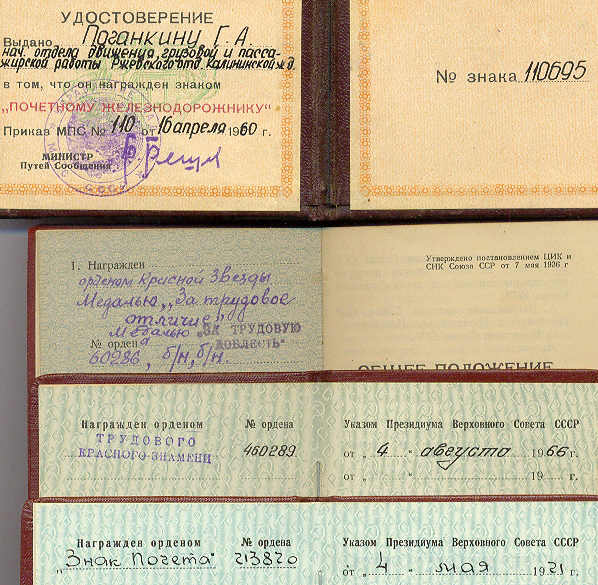 УДОСТОВЕРЕНИЕ
Выдано Поганкину Г. А.
нач. отдела движения, грузовой и пасса-
жирской работы Ржевского отд. Калининской ж.д.
в том, что он награжден знаком
„ПОЧЕТНОМУ ЖЕЛЕЗНОДОРОЖНИКУ“
Приказ МПС № 110 от 16 апреля 1960 г.
МИНИСТР
Путей Сообщения
СССР
№ знака 110695
1. Награжден
орденом Красной Звезды
Медалью „За трудовое
отличие“
Медалью „ЗА ТРУДОВУЮ
ДОБЛЕСТЬ“
№ ордена
60286, б/н, б/н.
Утверждено постановлением ЦИК и
СНК Союза ССР от 7 мая 1936 г
ОБЩЕЕ ПОЛОЖЕНИЕ
Награжден орденом № ордена
ТРУДОВОГО
КРАСНОГО ЗНАМЕНИ 460289
Указом Президиума Верховного Совета СССР
от „ 4 “ августа 1966 г.
от „ “ 19 г.
Награжден орденом № ордена
„Знак Почета“ 213820
Указом Президиума Верховного Совета СССР
от „ 4 “ мая 1971 г.